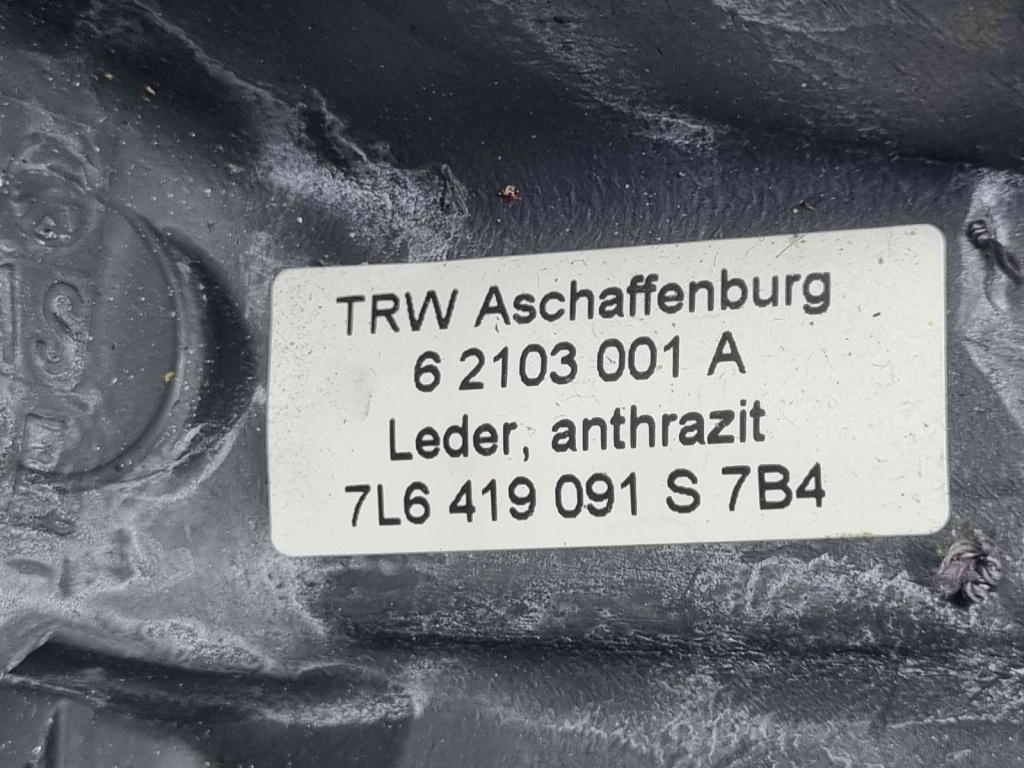 TRW Aschaffenburg
6 2103 001 A
Leder, anthrazit
7L6 419 091 S 7B4